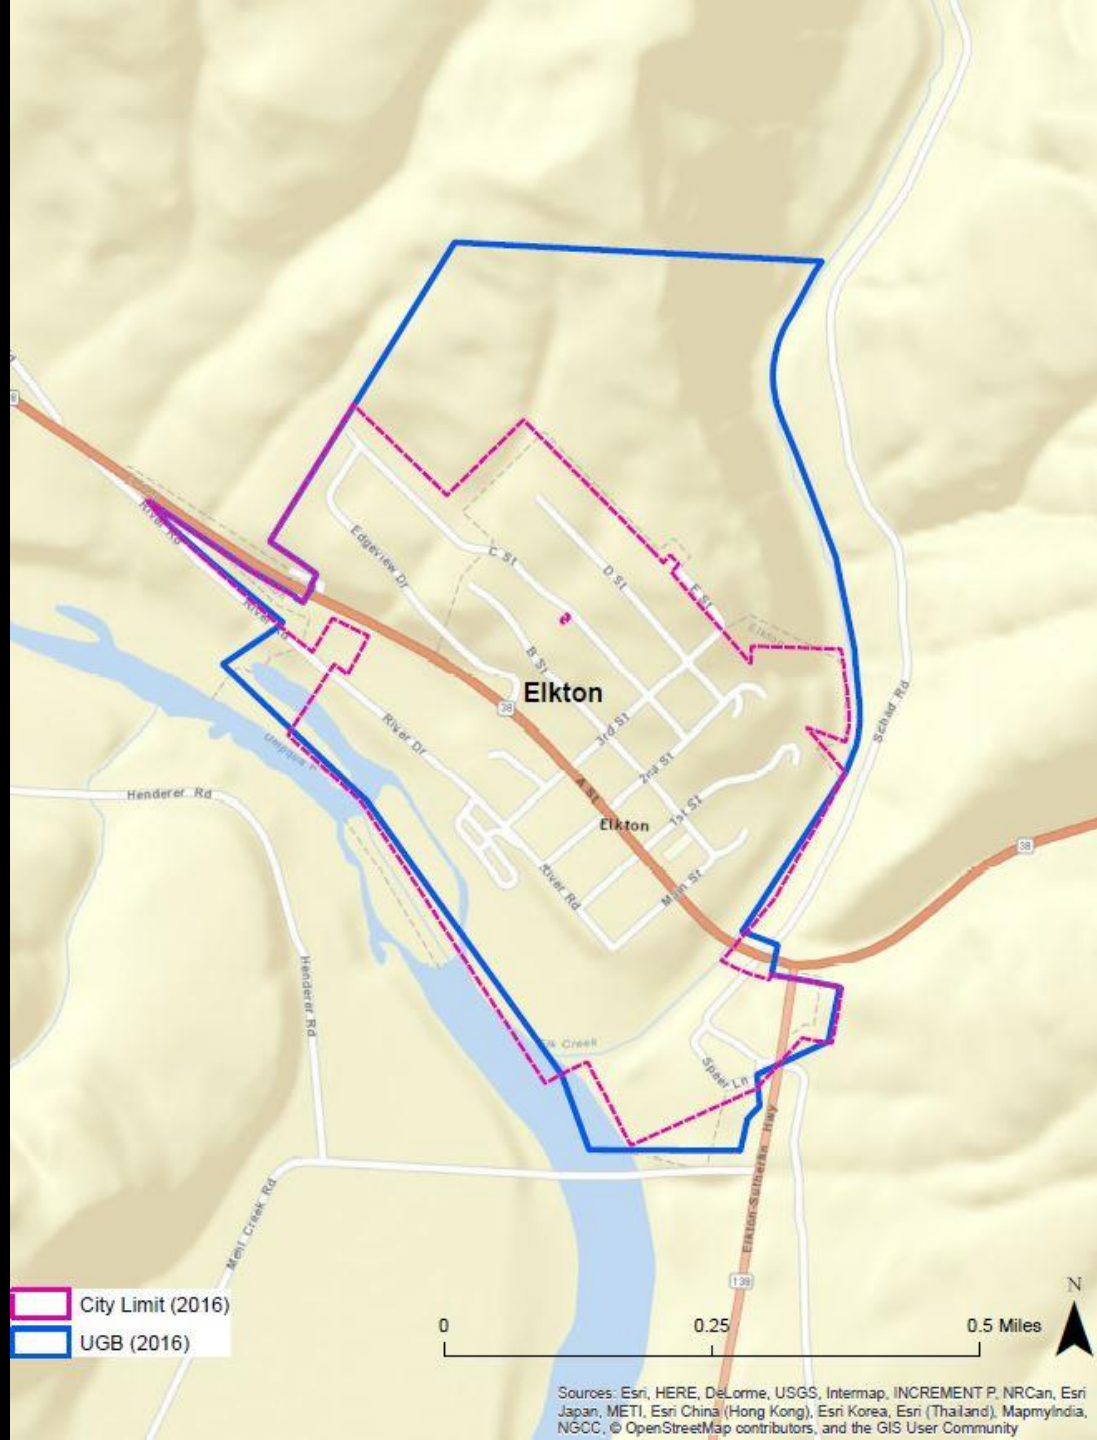 38
River Rd
River Rd
Edgeview Dr
C St
D St
E St
Elkton
B St
Elkton
38
3rd St
River Dr
2nd St
A St
1st St
Elkton
Schad Rd
Henderer Rd
38
River Rd
Main St
Henderer Rd
Elk Creek
Speer Ln
Elkton-Sutherlin Hwy
Mehl Creek Rd
138
City Limit (2016)
UGB (2016)
0 0.25 0.5 Miles
N
Sources: Esri, HERE, DeLorme, USGS, Intermap, INCREMENT P, NRCan, Esri
Japan, METI, Esri China (Hong Kong), Esri Korea, Esri (Thailand), MapmyIndia,
NGCC, © OpenStreetMap contributors, and the GIS User Community